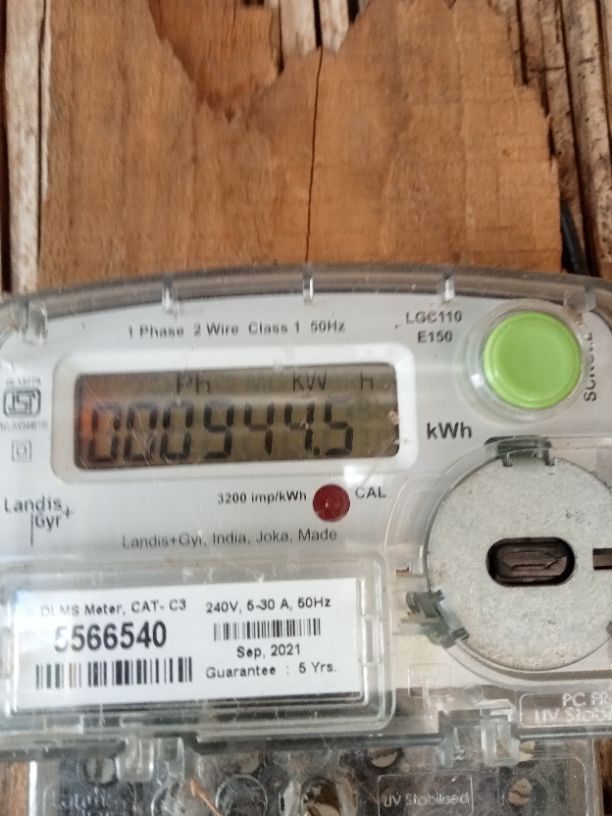 1 Phase 2 Wire Class 1 50Hz
LGC110
E150
Ph KW h
000944.5
kWh
3200 imp/kWh
CAL
Landis
Gyr+
Landis+Gyr, India, Joka, Made
DLMS Meter, CAT- C3
240V, 5-30 A, 50Hz
5566540
Sep, 2021
Guarantee : 5 Yrs.
UV Stabilised